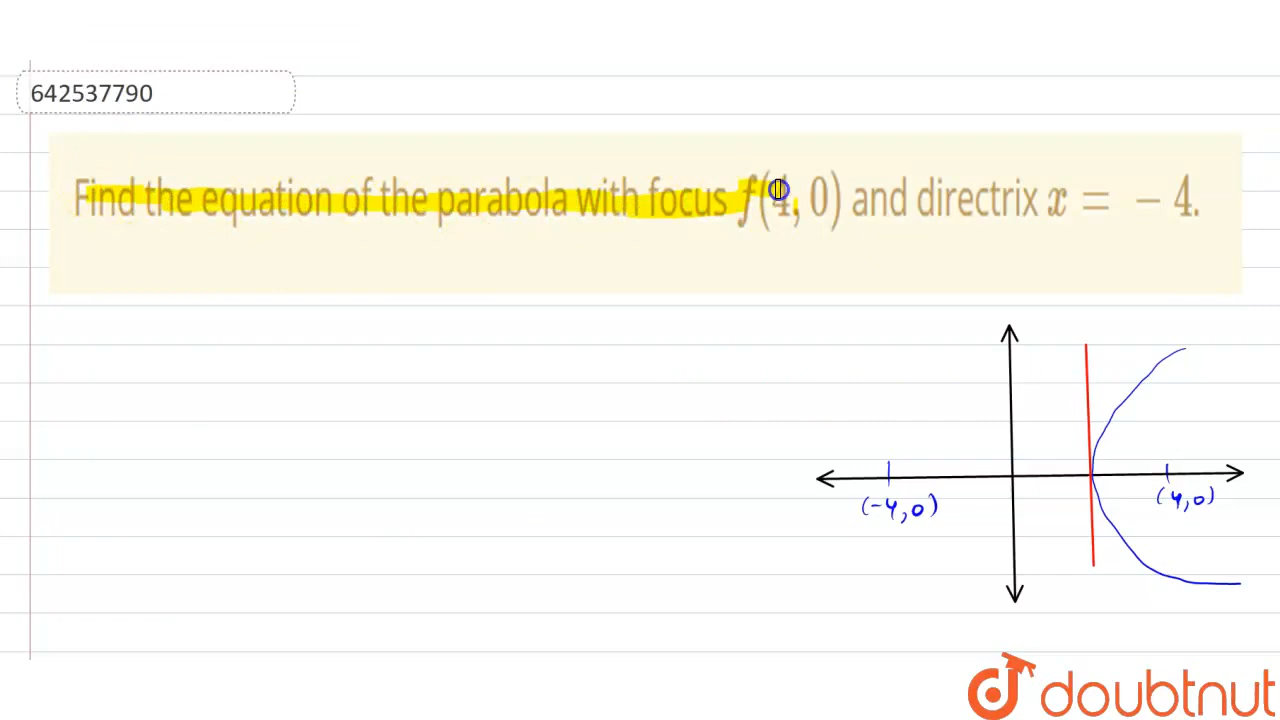 642537790
Find the equation of the parabola with focus f(4, 0) and directrix x = - 4.
(-4,0)
(4,0)
doubtnut